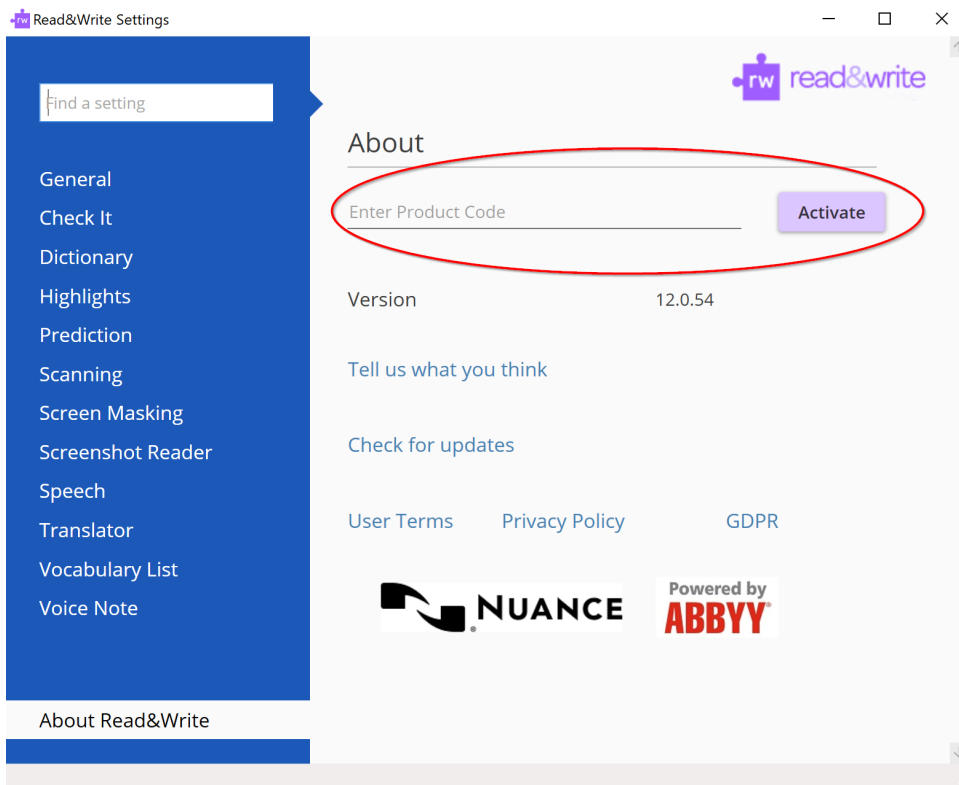 rw Read&Write Settings
Find a setting
General
Check It
Dictionary
Highlights
Prediction
Scanning
Screen Masking
Screenshot Reader
Speech
Translator
Vocabulary List
Voice Note
About Read&Write
rw read&write
About
Enter Product Code Activate
Version 12.0.54
Tell us what you think
Check for updates
User Terms Privacy Policy GDPR
NUANCE®
Powered by
ABBYY®